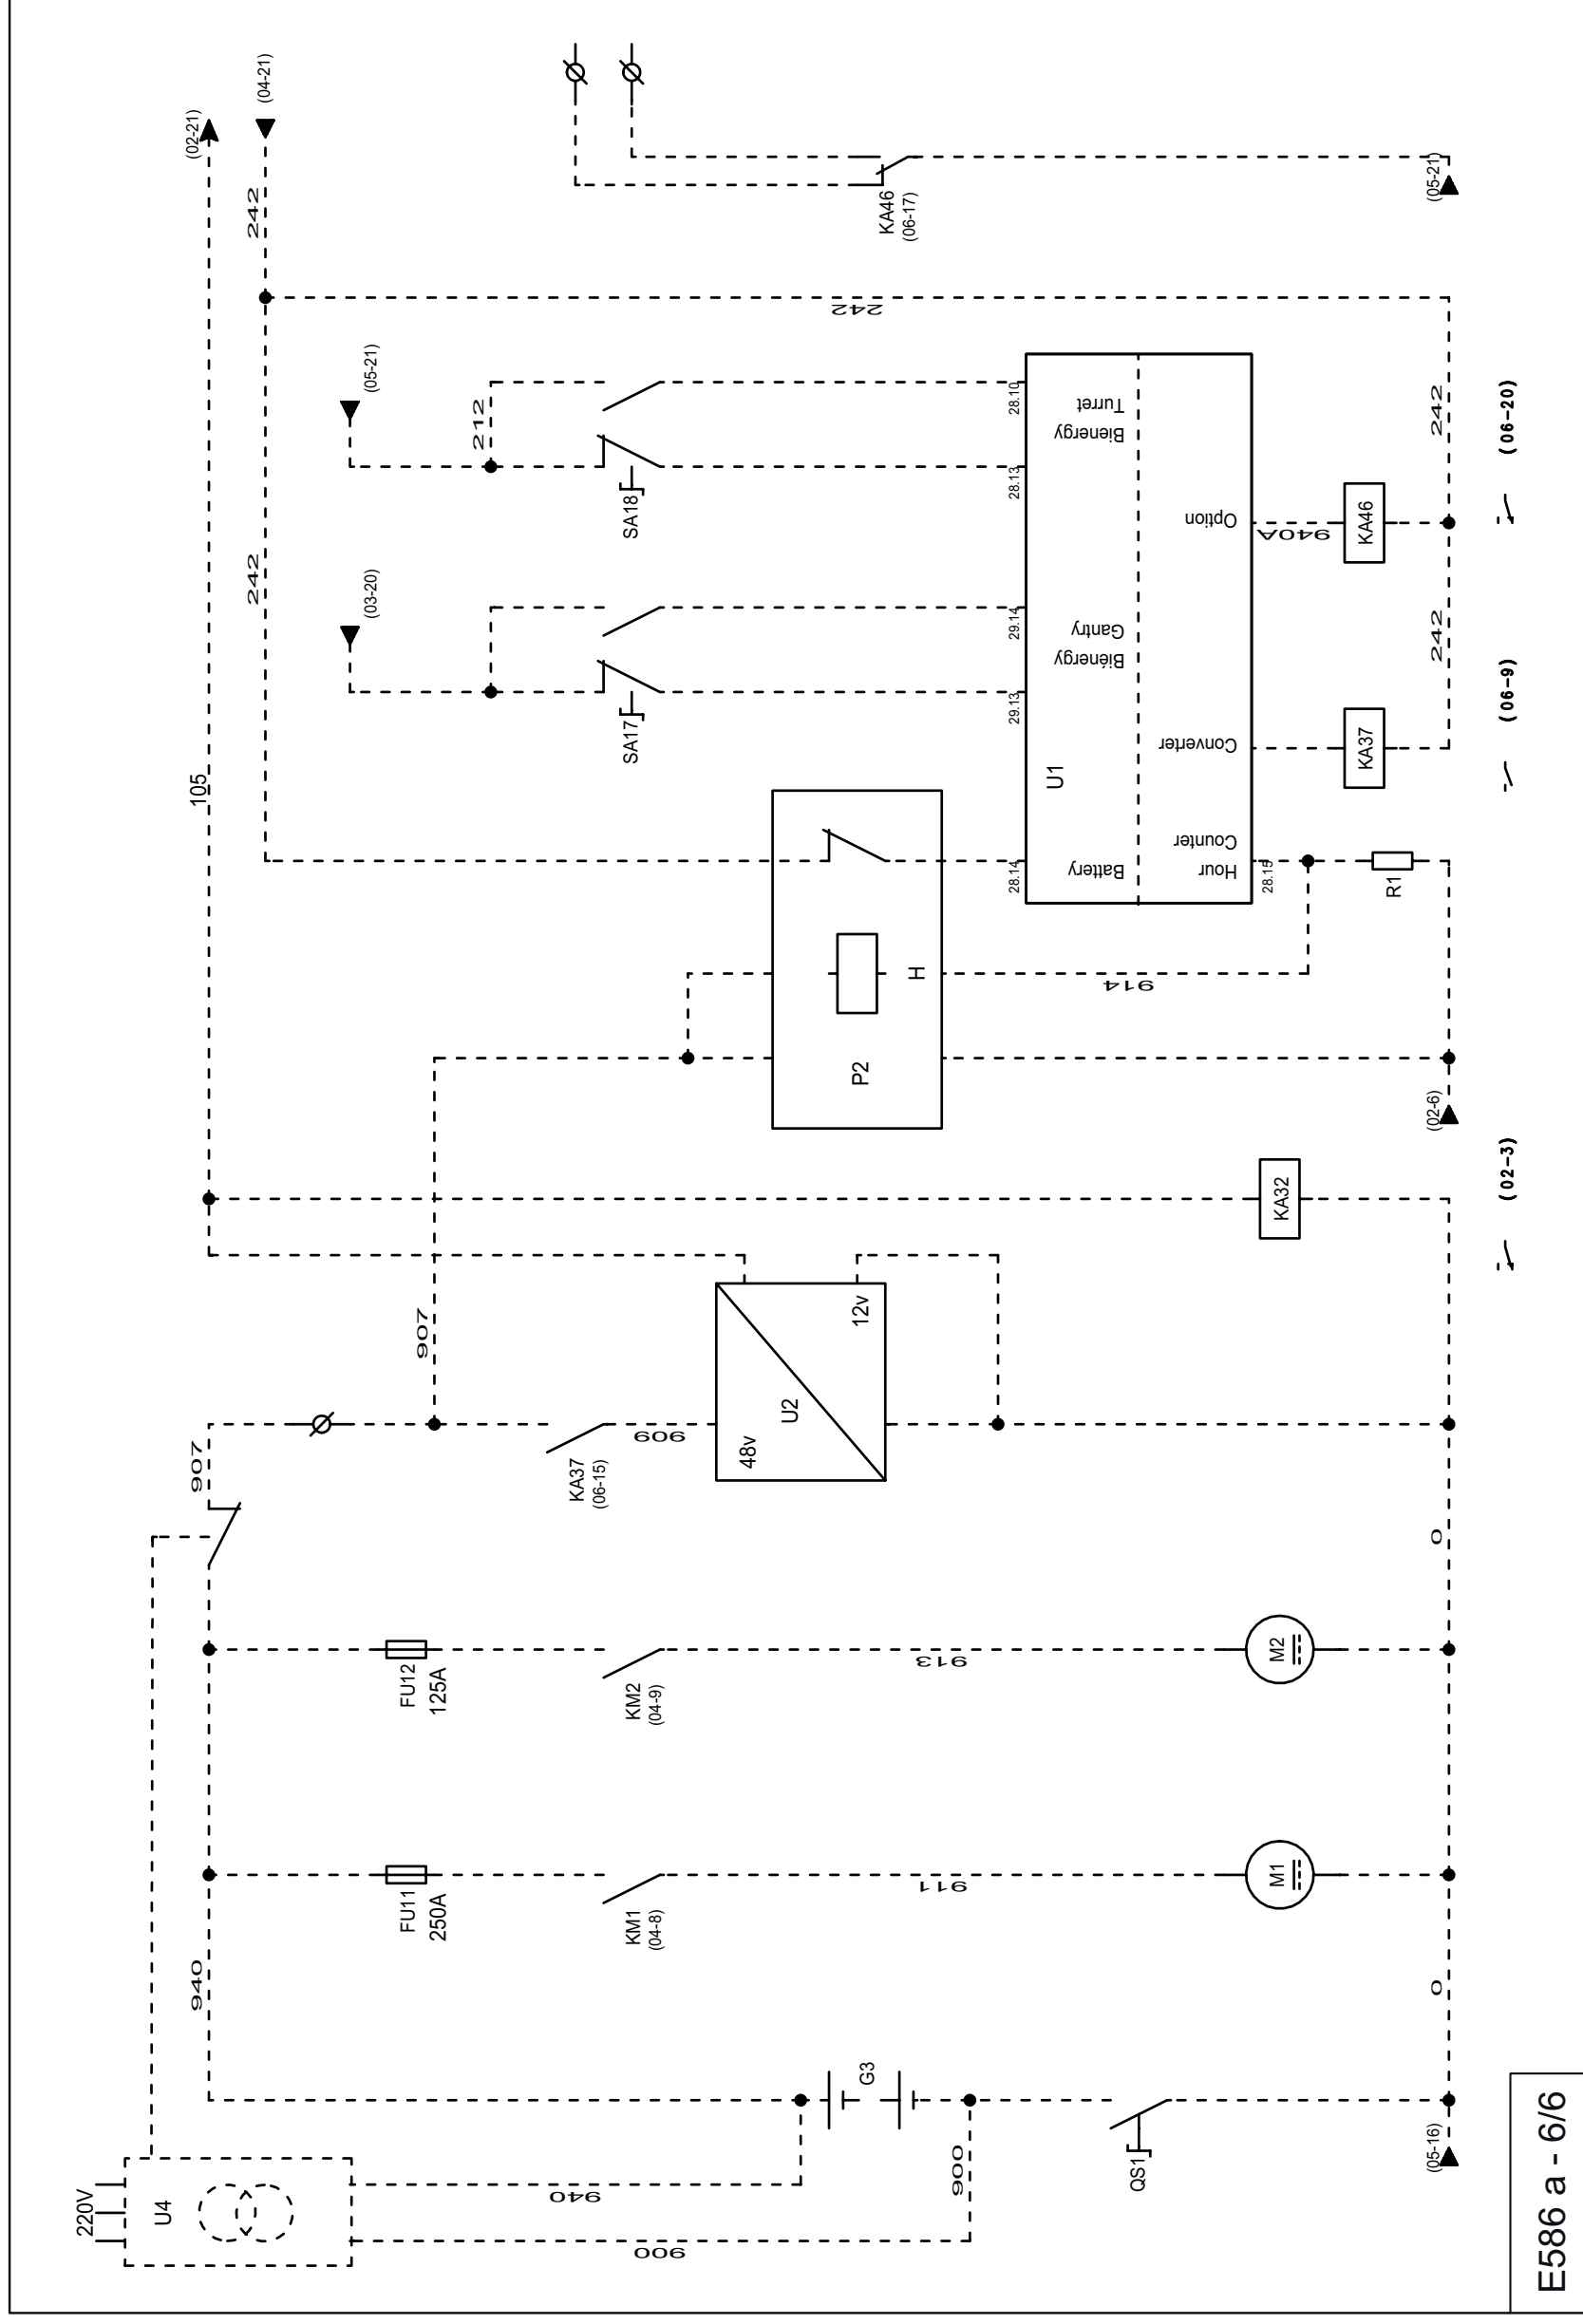 (02-21)
(04-21)
105
242
242
242
(05-21)
212
(03-20)
KA46
(06-17)
(05-21)
SA18
SA17
28.10
28.13
29.14
29.13
28.14
Bienergy
Turret
Biénergy
Gantry
Battery
U1
Option
Converter
Hour
Counter
28.15
940A
KA46
KA37
242
242
(06-20)
(06-9)
R1
H
P2
914
(02-6)
907
907
KA32
(02-3)
U2
48v
12v
KA37
(06-15)
909
0
FU12
125A
KM2
(04-9)
913
M2
FU11
250A
KM1
(04-8)
911
M1
940
0
220V
U4
940
900
G3
900
QS1
(05-16)
E586 a - 6/6